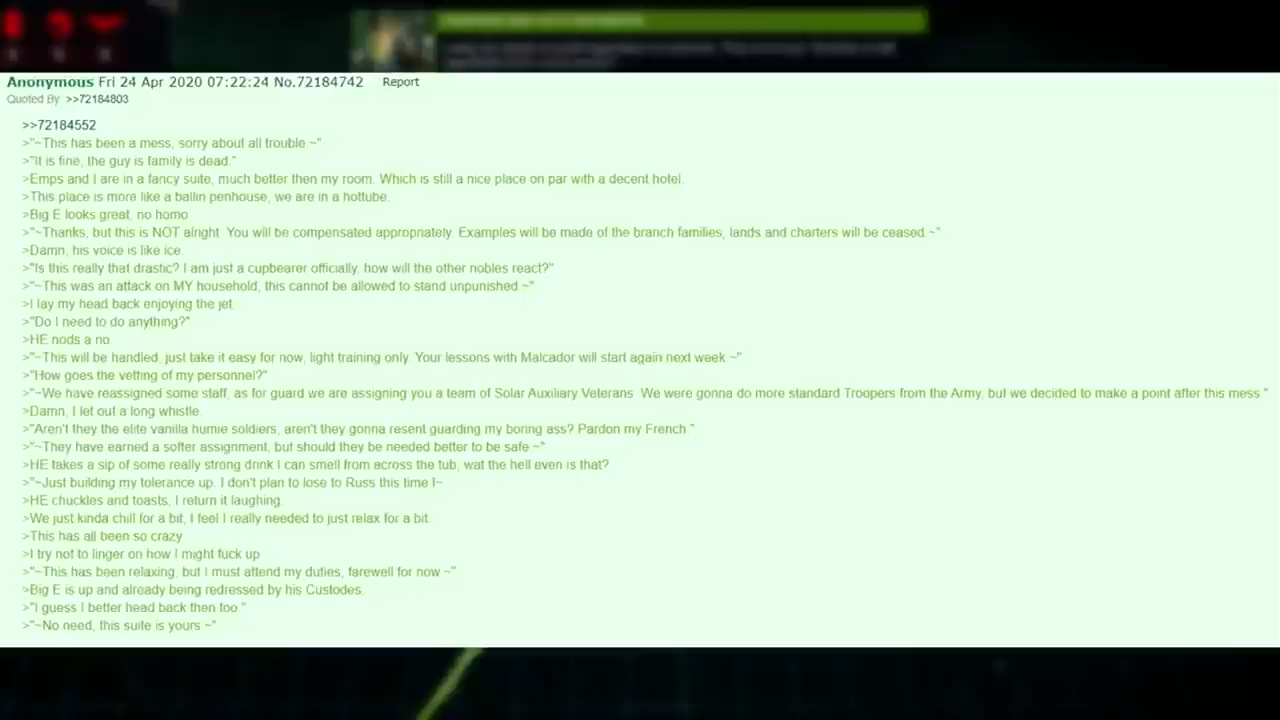 Anonymous Fri 24 Apr 2020 07:22:24 No.72184742 Report
Quoted By >>72184803
>>72184552
>"~This has been a mess, sorry about all trouble.~"
>"It is fine, the guy is family is dead."
>Emps and I are in a fancy suite, much better then my room. Which is still a nice place on par with a decent hotel.
>This place is more like a ballin penhouse, we are in a hottube.
>Big E looks great, no homo
>"~Thanks, but this is NOT alright. You will be compensated appropriately. Examples will be made of the branch families, lands and charters will be ceased.~"
>Damn, his voice is like ice.
>"Is this really that drastic? I am just a cupbearer officially, how will the other nobles react?"
>"~This was an attack on MY household, this cannot be allowed to stand unpunished.~"
>I lay my head back enjoying the jet.
>"Do I need to do anything?"
>HE nods a no.
>"~This will be handled, just take it easy for now, light training only. Your lessons with Malcador will start again next week.~"
>"How goes the vetting of my personnel?"
>"~We have reassigned some staff, as for guard we are assigning you a team of Solar Auxiliary Veterans. We were gonna do more standard Troopers from the Army, but we decided to make a point after this mess."
>Damn, I let out a long whistle.
>"Aren't they the elite vanilla humie soldiers, aren't they gonna resent guarding my boring ass? Pardon my French."
>"~They have earned a softer assignment, but should they be needed better to be safe.~"
>HE takes a sip of some really strong drink I can smell from across the tub, wat the hell even is that?
>"~Just building my tolerance up. I don't plan to lose to Russ this time !~
>HE chuckles and toasts, I return it laughing.
>We just kinda chill for a bit, I feel I really needed to just relax for a bit.
>This has all been so crazy
>I try not to linger on how I might fuck up
>"~This has been relaxing, but I must attend my duties, farewell for now.~"
>Big E is up and already being redressed by his Custodes.
>"I guess I better head back then too."
>"~No need, this suite is yours.~"